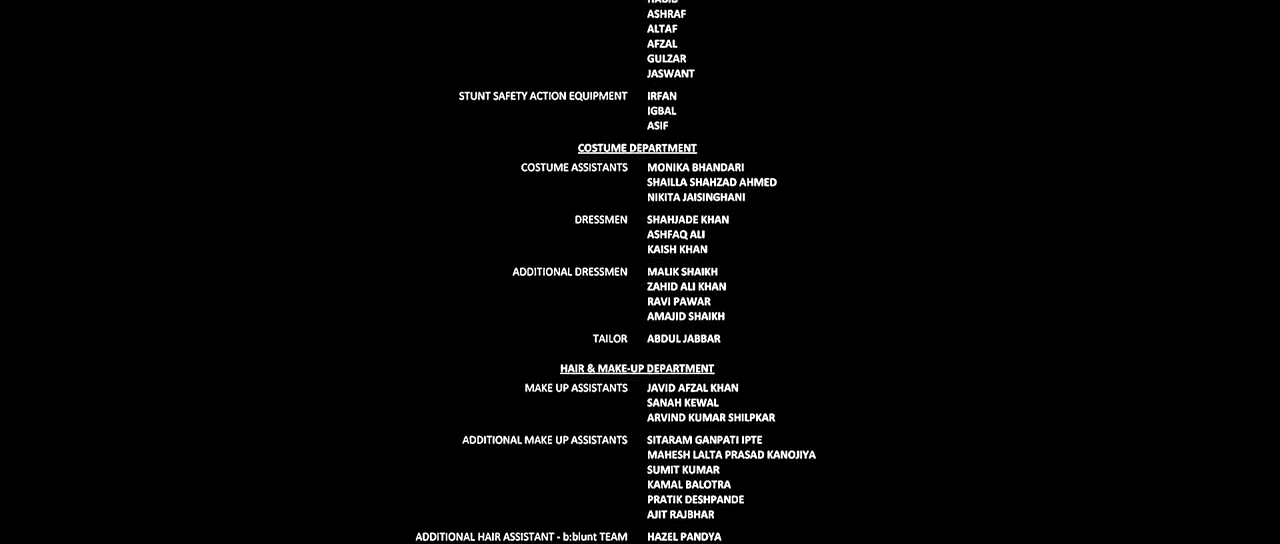 HABIB
ASHRAF
ALTAF
AFZAL
GULZAR
JASWANT
STUNT SAFETY ACTION EQUIPMENT IRFAN
IGBAL
ASIF
COSTUME DEPARTMENT
COSTUME ASSISTANTS MONIKA BHANDARI
SHAILLA SHAHZAD AHMED
NIKITA JAISINGHANI
DRESSMEN SHAHJADE KHAN
ASHFAQ ALI
KAISH KHAN
ADDITIONAL DRESSMEN MALIK SHAIKH
ZAHID ALI KHAN
RAVI PAWAR
AMAJID SHAIKH
TAILOR ABDUL JABBAR
HAIR & MAKE-UP DEPARTMENT
MAKE UP ASSISTANTS JAVID AFZAL KHAN
SANAH KEWAL
ARVIND KUMAR SHILPKAR
ADDITIONAL MAKE UP ASSISTANTS SITARAM GANPATI IPTE
MAHESH LALTA PRASAD KANOJIYA
SUMIT KUMAR
KAMAL BALOTRA
PRATIK DESHPANDE
AJIT RAJBHAR
ADDITIONAL HAIR ASSISTANT - b:blunt TEAM HAZEL PANDYA